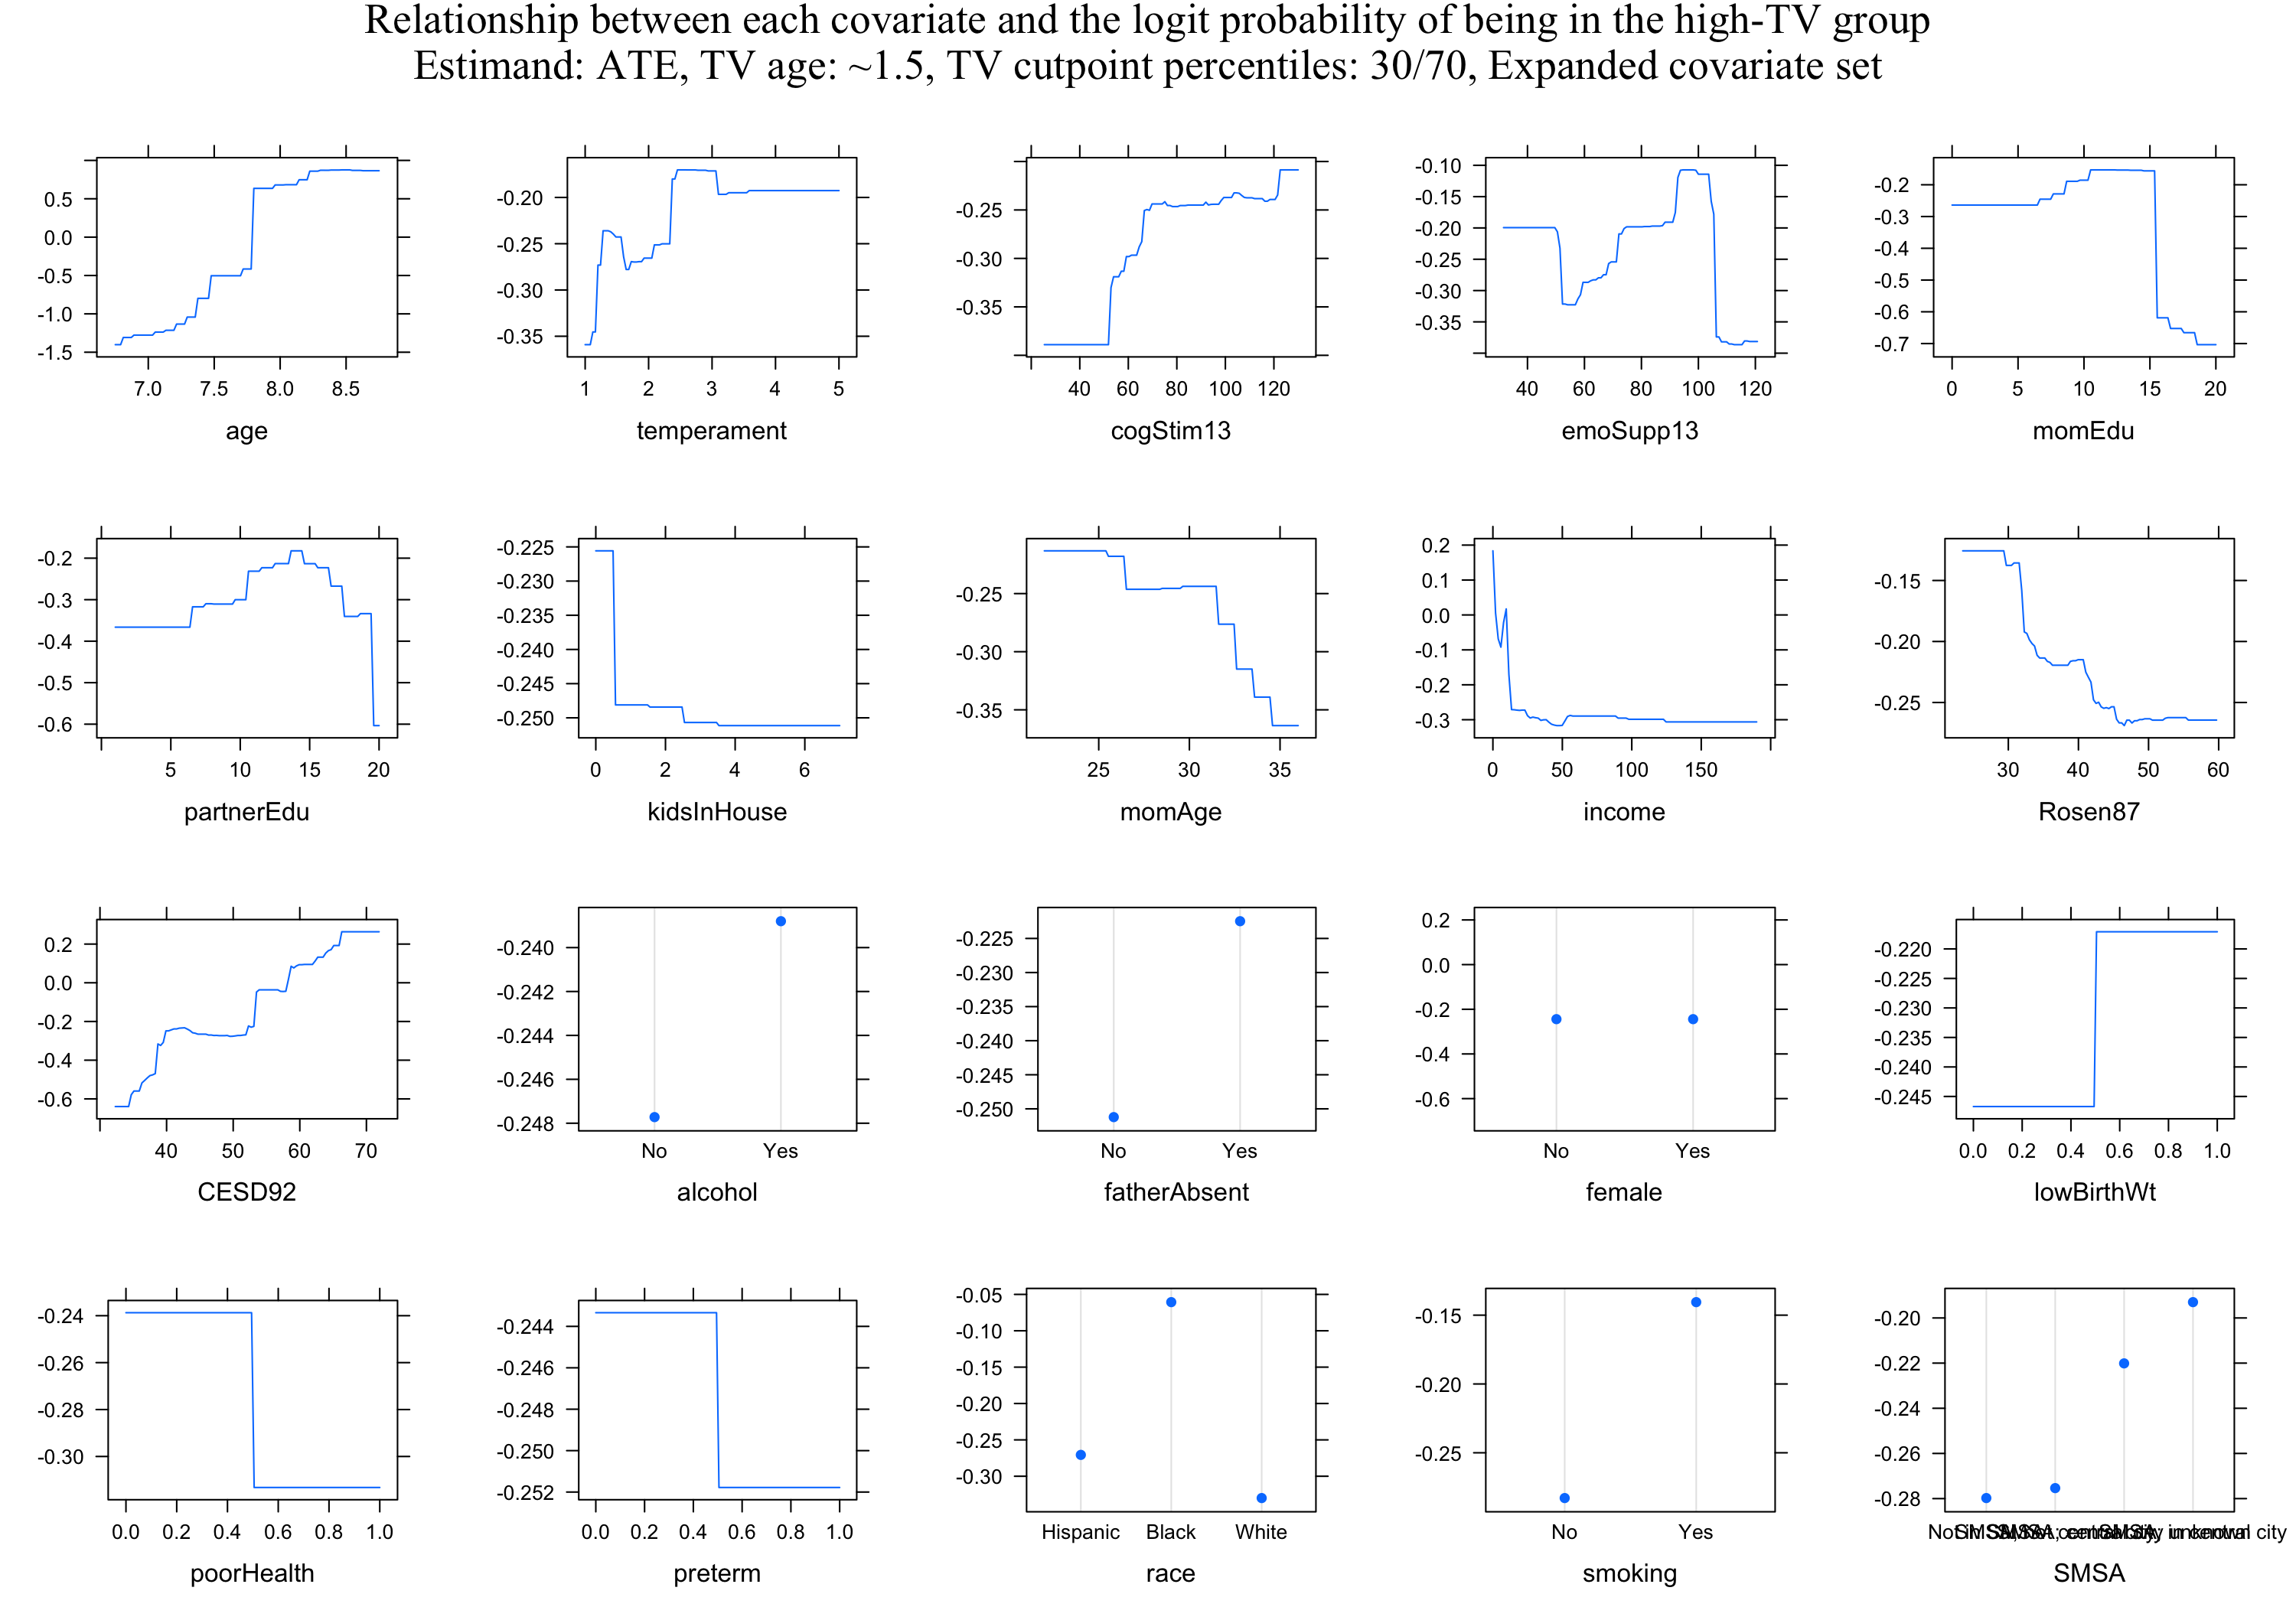 Relationship between each covariate and the logit probability of being in the high-TV group
Estimand: ATE, TV age: ~1.5, TV cutpoint percentiles: 30/70, Expanded covariate set
0.5
0.0
-0.5
-1.0
-1.5
7.0 7.5 8.0 8.5
age
-0.20
-0.25
-0.30
-0.35
1 2 3 4 5
temperament
-0.25
-0.30
-0.35
40 60 80 100 120
cogStim13
-0.10
-0.15
-0.20
-0.25
-0.30
-0.35
40 60 80 100 120
emoSupp13
-0.2
-0.3
-0.4
-0.5
-0.6
-0.7
0 5 10 15 20
momEdu
-0.2
-0.3
-0.4
-0.5
-0.6
5 10 15 20
partnerEdu
-0.225
-0.230
-0.235
-0.240
-0.245
-0.250
0 2 4 6
kidsInHouse
-0.25
-0.30
-0.35
25 30 35
momAge
0.2
0.1
0.0
-0.1
-0.2
-0.3
0 50 100 150
income
-0.15
-0.20
-0.25
30 40 50 60
Rosen87
0.2
0.0
-0.2
-0.4
-0.6
40 50 60 70
CESD92
-0.240
-0.242
-0.244
-0.246
-0.248
No Yes
alcohol
-0.225
-0.230
-0.235
-0.240
-0.245
-0.250
No Yes
fatherAbsent
0.2
0.0
-0.2
-0.4
-0.6
No Yes
female
-0.220
-0.225
-0.230
-0.235
-0.240
-0.245
0.0 0.2 0.4 0.6 0.8 1.0
lowBirthWt
-0.24
-0.26
-0.28
-0.30
0.0 0.2 0.4 0.6 0.8 1.0
poorHealth
-0.244
-0.246
-0.248
-0.250
-0.252
0.0 0.2 0.4 0.6 0.8 1.0
preterm
-0.05
-0.10
-0.15
-0.20
-0.25
-0.30
Hispanic Black White
race
-0.15
-0.20
-0.25
No Yes
smoking
-0.20
-0.22
-0.24
-0.26
-0.28
city
SMSA